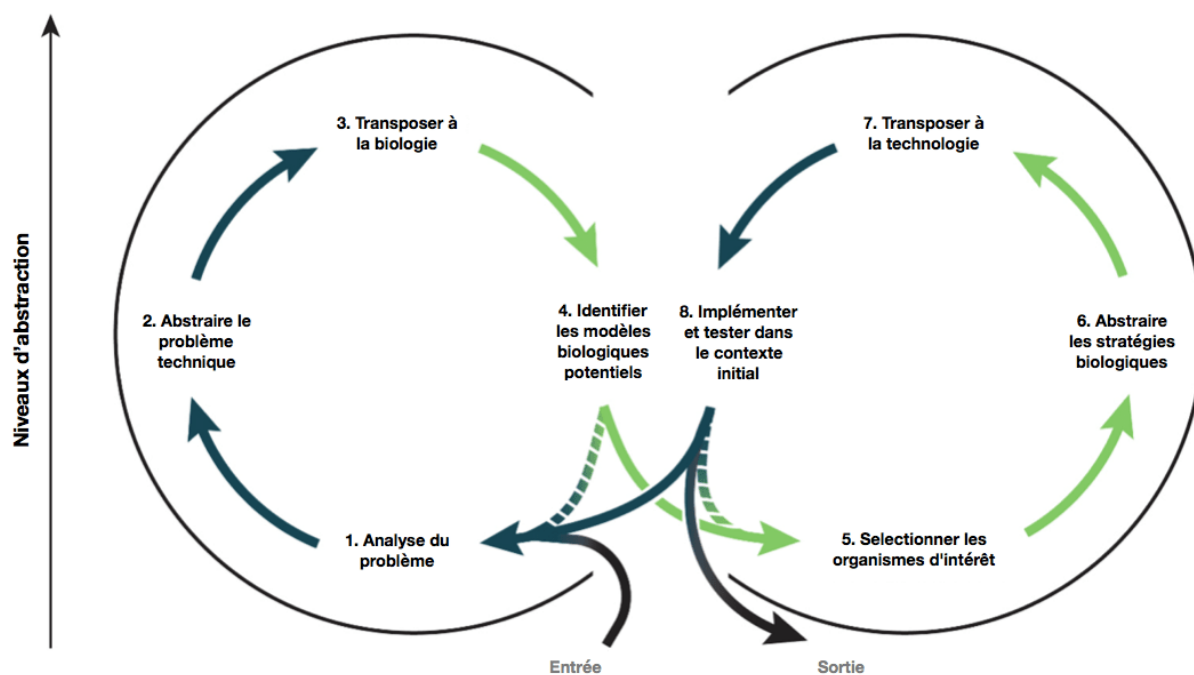 Niveaux d'abstraction
3. Transposer à
la biologie
7. Transposer à
la technologie
2. Abstraire le
problème
technique
4. Identifier
les modèles
biologiques
potentiels
8. Implémenter
et tester dans
le contexte
initial
6. Abstraire
les stratégies
biologiques
1. Analyse du
problème
5. Selectionner les
organismes d'intérêt
Entrée
Sortie